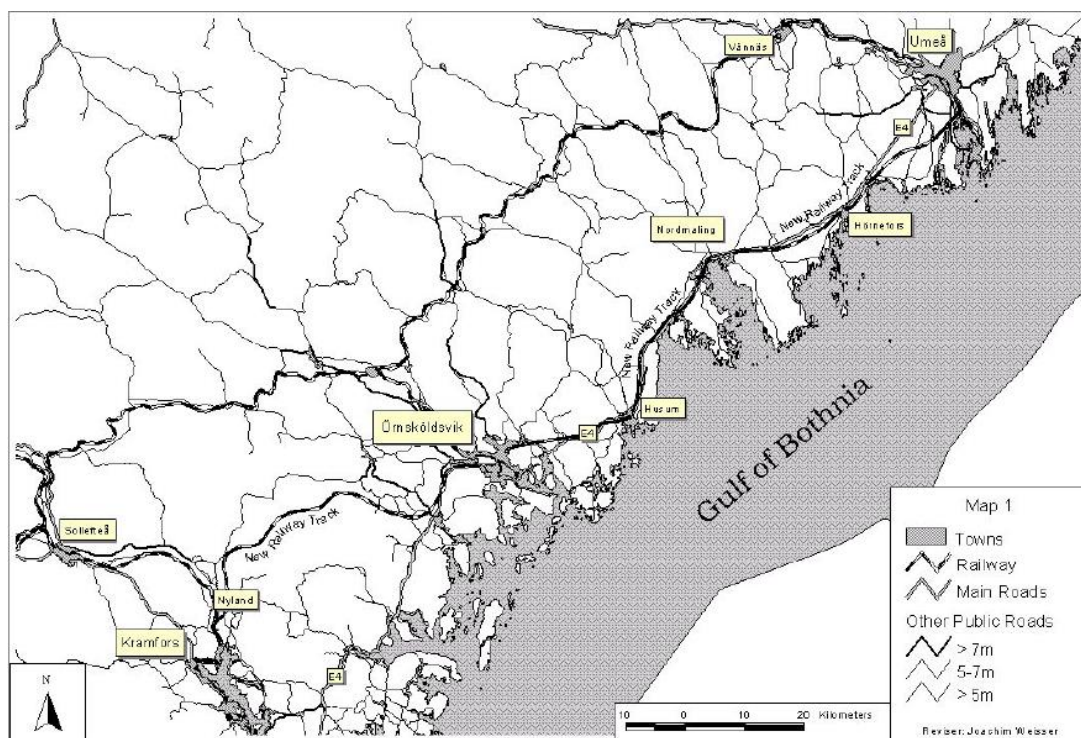 Umeå
Vännäs
E4
New Railway Track
Hörnefors
Nordmaling
New Railway Track
Husum
E4
Örnsköldsvik
Gulf of Bothnia
Sollefteå
New Railway Track
Nyland
Kramfors
E4
N
10 0 10 20 Kilometers
Map 1
Towns
Railway
Main Roads
Other Public Roads
> 7m
5-7m
> 5m
Reviser: Joachim Weisser